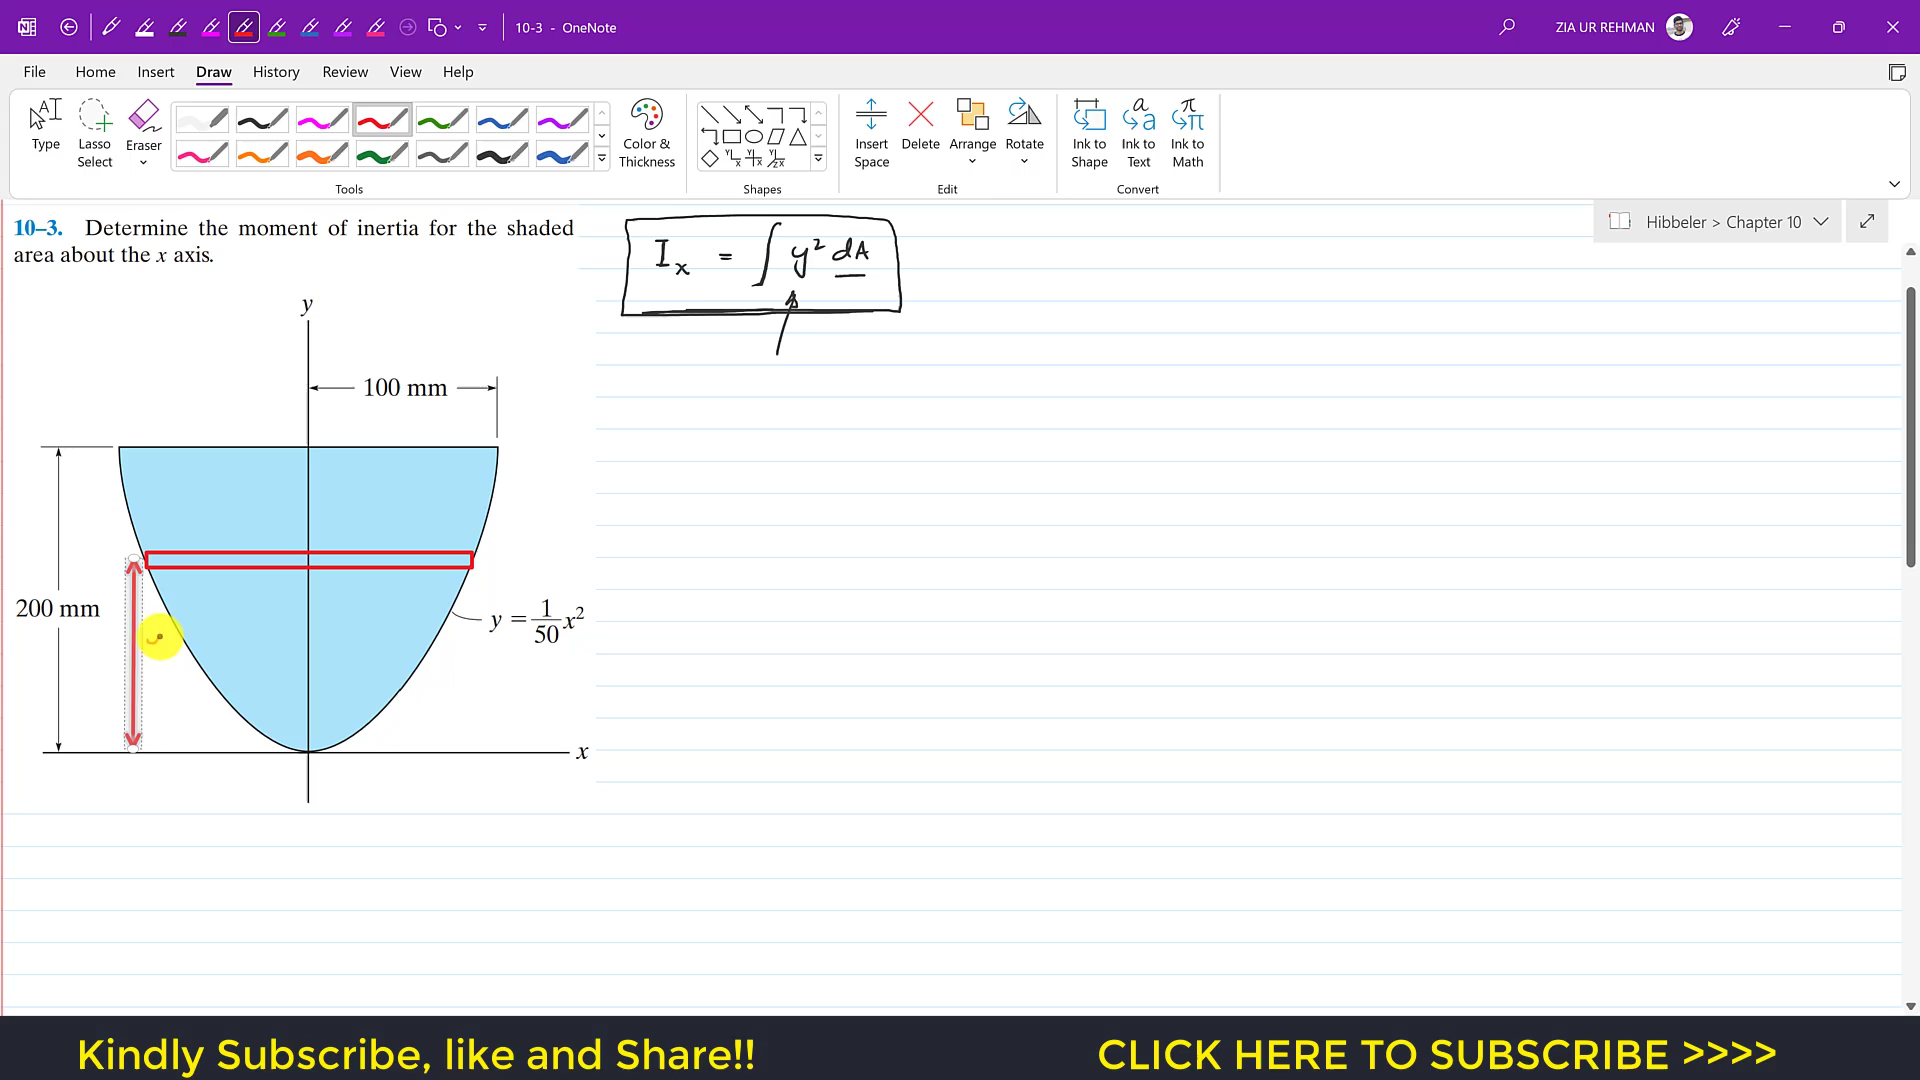 10-3 - OneNote
ZIA UR REHMAN
File Home Insert Draw History Review View Help
Type
Lasso Select
Eraser
Color & Thickness
Insert Space
Delete
Arrange
Rotate
Ink to Shape
Ink to Text
Ink to Math
Tools
Shapes
Edit
Convert
Hibbeler > Chapter 10
10–3. Determine the moment of inertia for the shaded
area about the x axis.
I_x = ∫ y² dA
y
100 mm
200 mm
y = 1/50 x²
x
Kindly Subscribe, like and Share!!
CLICK HERE TO SUBSCRIBE >>>>